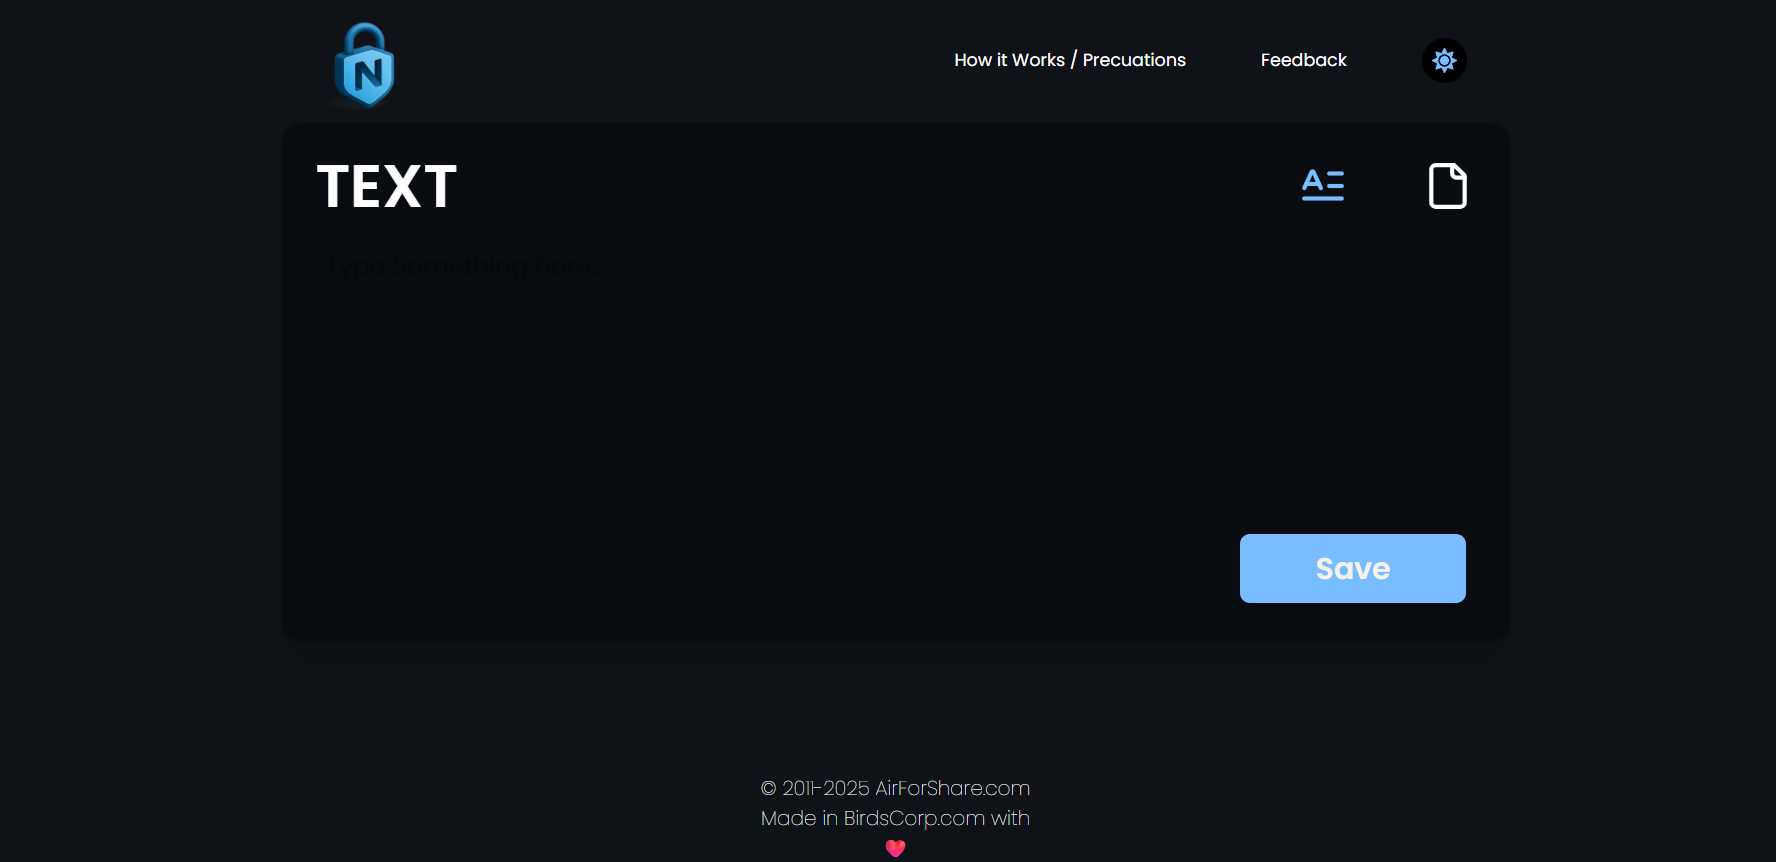 N
How it Works / Precuations
Feedback
TEXT
Type Something here...
Save
© 2011-2025 AirForShare.com
Made in BirdsCorp.com with